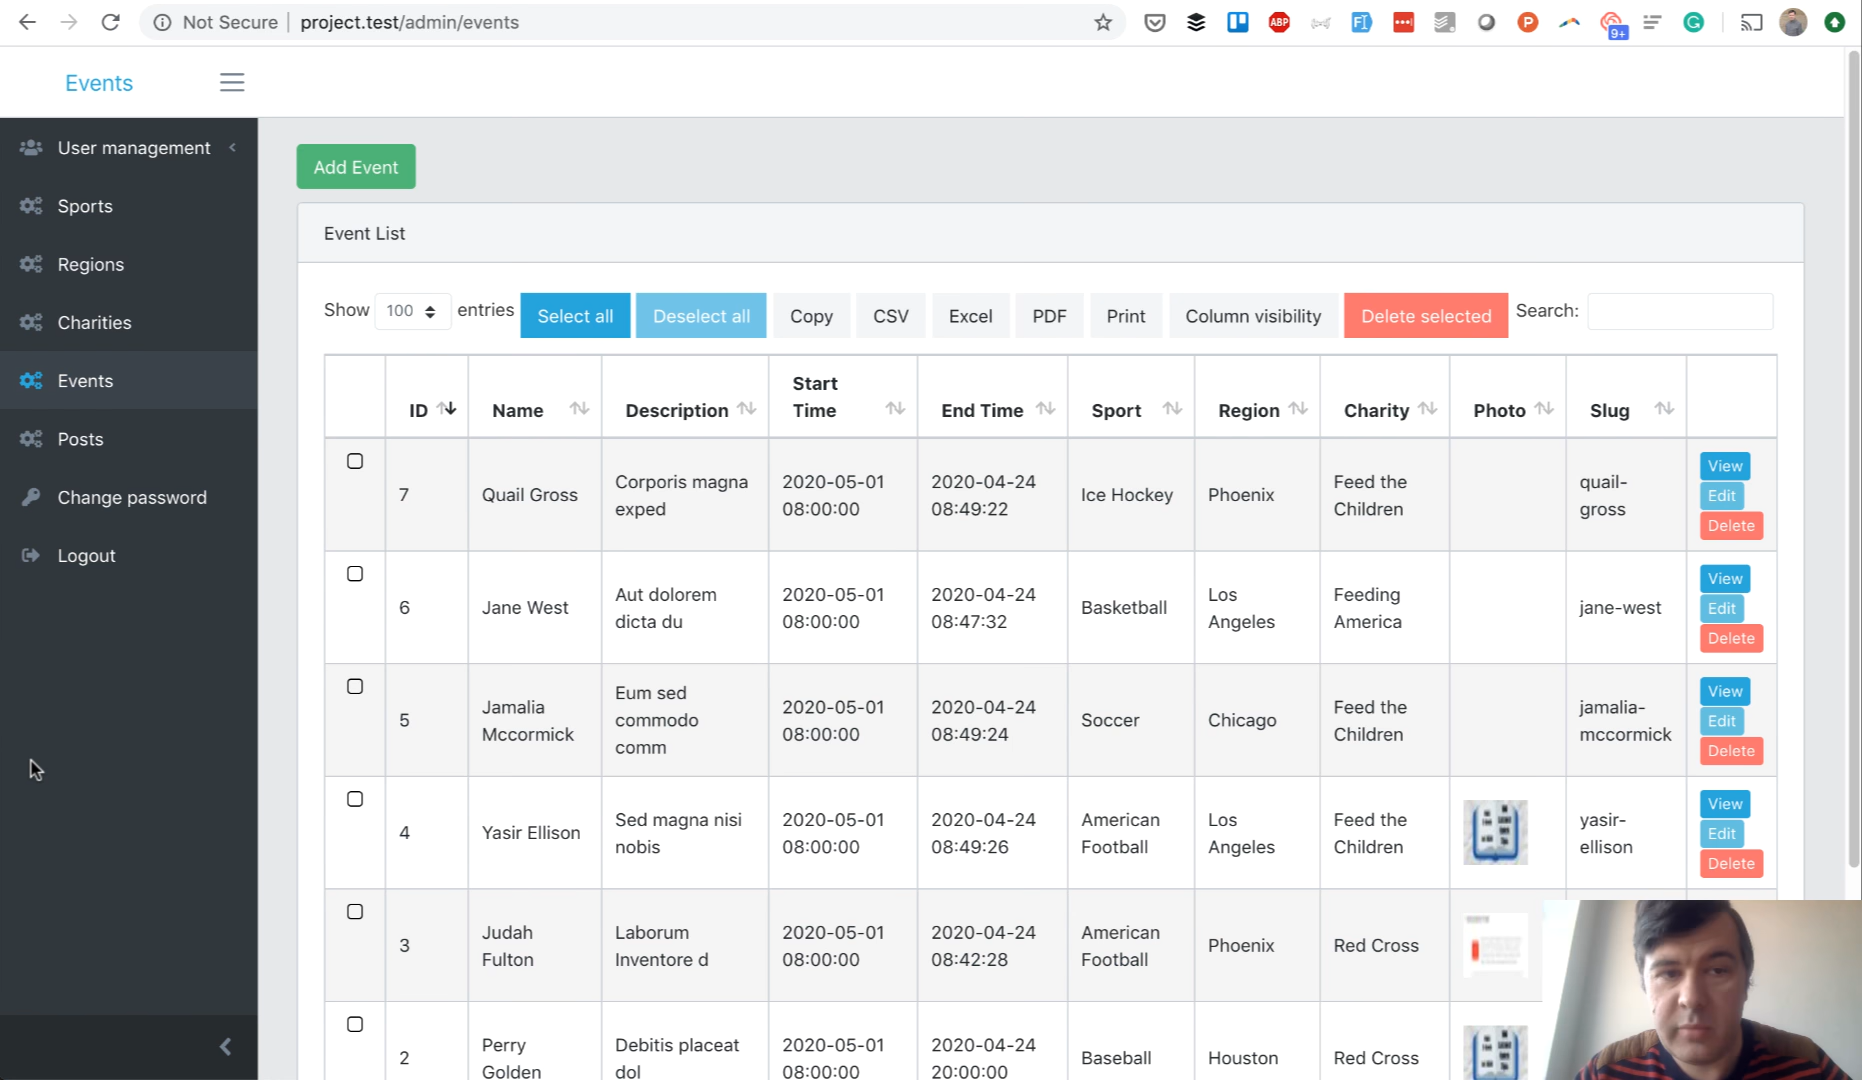 Not Secure | project.test/admin/events
ABP
9+
P
G
Events
User management
Sports
Regions
Charities
Events
Posts
Change password
Logout
Add Event
Event List
Show 100 entries Select all Deselect all Copy CSV Excel PDF Print Column visibility Delete selected Search:
ID Name Description Start Time End Time Sport Region Charity Photo Slug
7 Quail Gross Corporis magna exped 2020-05-01 08:00:00 2020-04-24 08:49:22 Ice Hockey Phoenix Feed the Children quail-gross View Edit Delete
6 Jane West Aut dolorem dicta du 2020-05-01 08:00:00 2020-04-24 08:47:32 Basketball Los Angeles Feeding America jane-west View Edit Delete
5 Jamalia Mccormick Eum sed commodo comm 2020-05-01 08:00:00 2020-04-24 08:49:24 Soccer Chicago Feed the Children jamalia-mccormick View Edit Delete
4 Yasir Ellison Sed magna nisi nobis 2020-05-01 08:00:00 2020-04-24 08:49:26 American Football Los Angeles Feed the Children yasir-ellison View Edit Delete
3 Judah Fulton Laborum Inventore d 2020-05-01 08:00:00 2020-04-24 08:42:28 American Football Phoenix Red Cross
2 Perry Golden Debitis placeat dol 2020-05-01 08:00:00 2020-04-24 20:00:00 Baseball Houston Red Cross